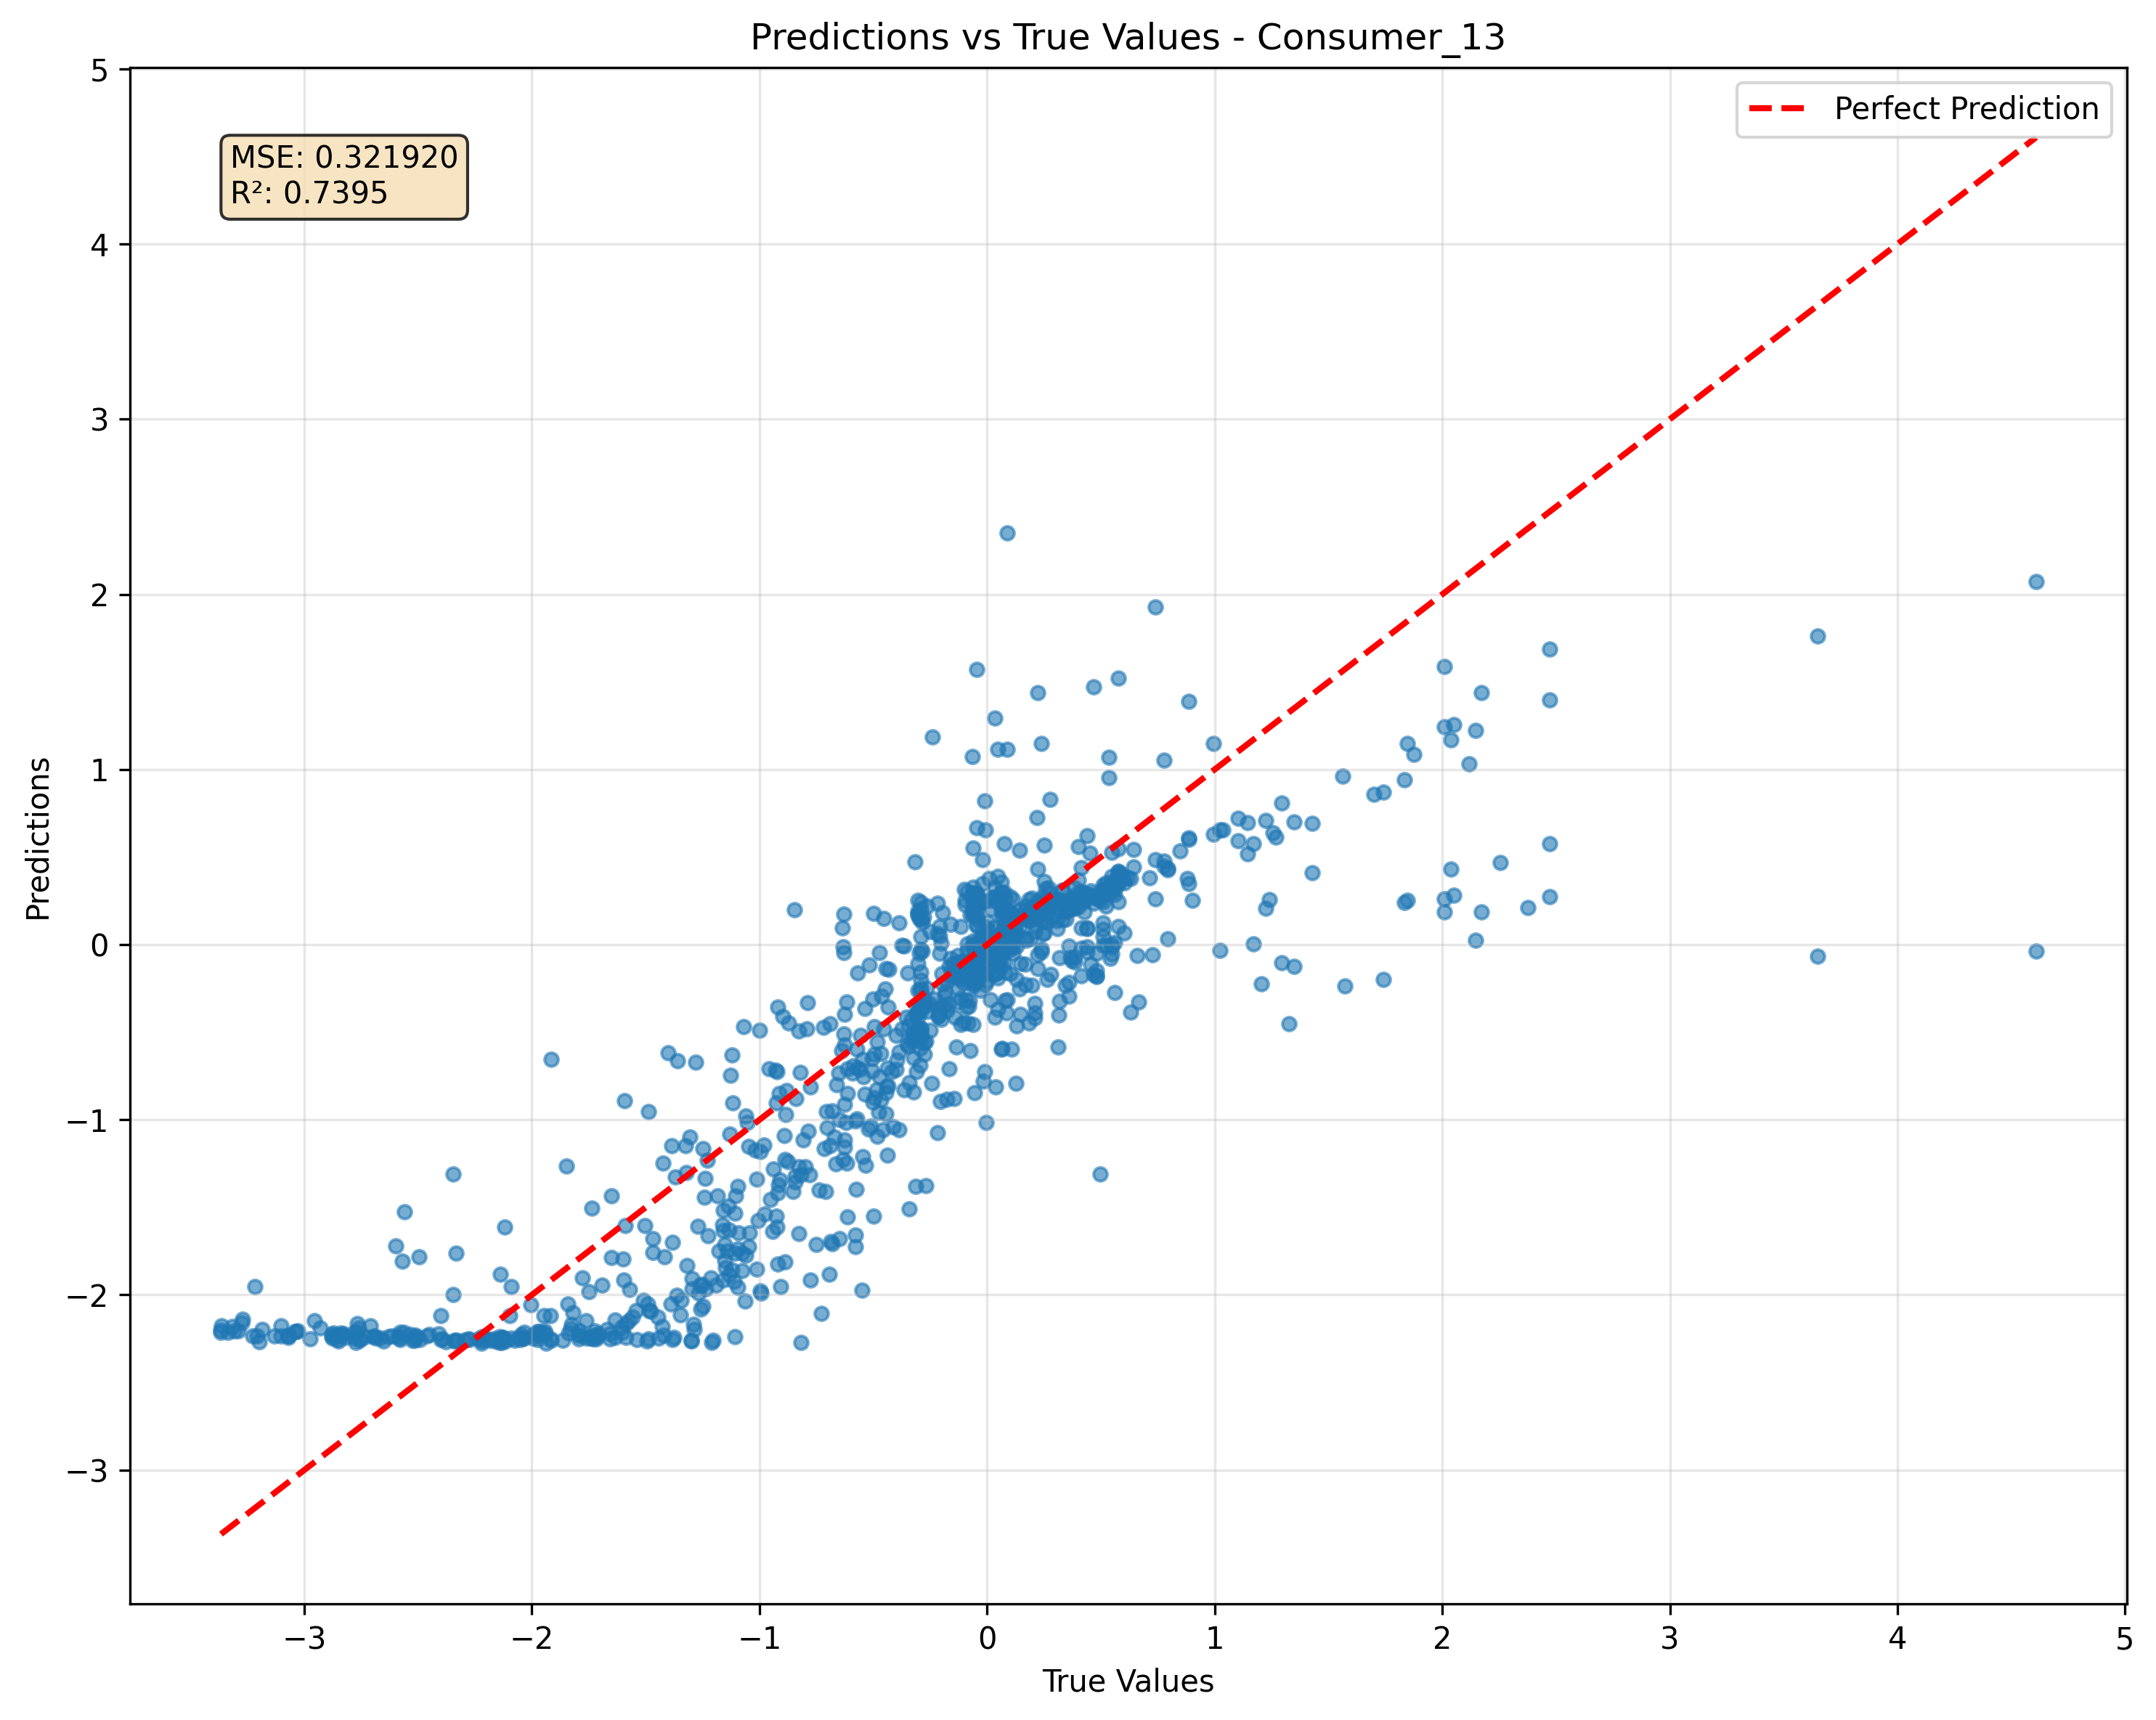 Predictions vs True Values - Consumer_13
Perfect Prediction
MSE: 0.321920
R²: 0.7395
Predictions
5
4
3
2
1
0
−1
−2
−3
−3 −2 −1 0 1 2 3 4 5
True Values